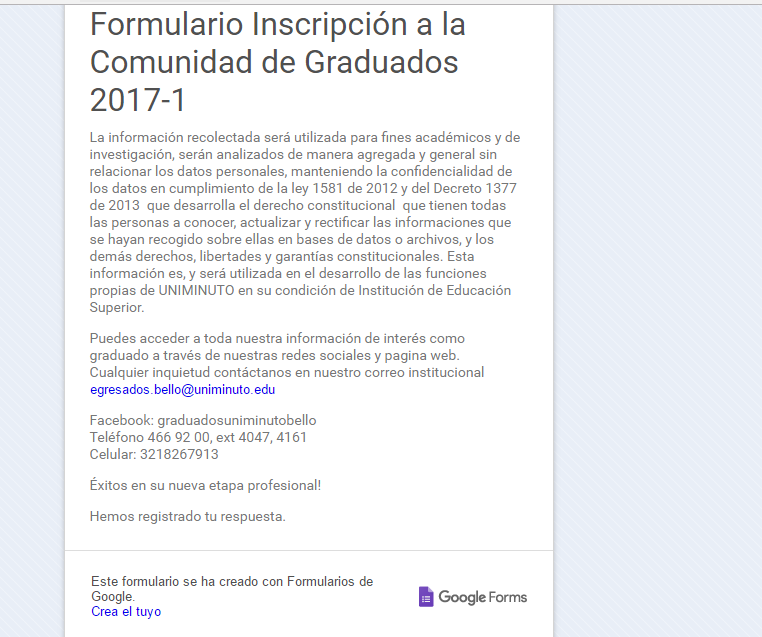 Formulario Inscripción a la
Comunidad de Graduados
2017-1
La información recolectada será utilizada para fines académicos y de
investigación, serán analizados de manera agregada y general sin
relacionar los datos personales, manteniendo la confidencialidad de
los datos en cumplimiento de la ley 1581 de 2012 y del Decreto 1377
de 2013  que desarrolla el derecho constitucional  que tienen todas
las personas a conocer, actualizar y rectificar las informaciones que
se hayan recogido sobre ellas en bases de datos o archivos, y los
demás derechos, libertades y garantías constitucionales. Esta
información es, y será utilizada en el desarrollo de las funciones
propias de UNIMINUTO en su condición de Institución de Educación
Superior.
Puedes acceder a toda nuestra información de interés como
graduado a través de nuestras redes sociales y pagina web.
Cualquier inquietud contáctanos en nuestro correo institucional
egresados.bello@uniminuto.edu
Facebook: graduadosuniminutobello
Teléfono 466 92 00, ext 4047, 4161
Celular: 3218267913
Éxitos en su nueva etapa profesional!
Hemos registrado tu respuesta.
Este formulario se ha creado con Formularios de
Google.
Crea el tuyo
Google Forms